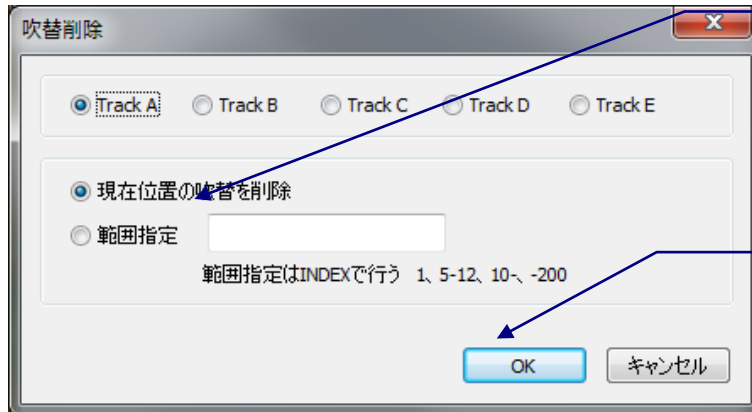 吹替削除
Track A Track B Track C Track D Track E
現在位置の吹替を削除
範囲指定
範囲指定はINDEXで行う 1、5-12、10-、-200
OK キャンセル